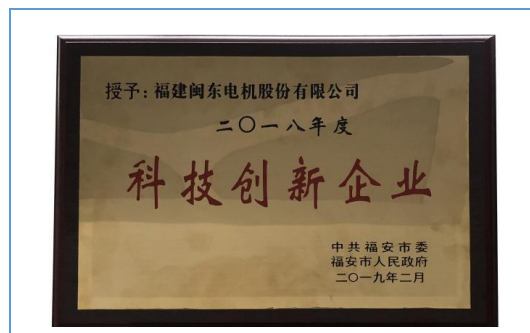 授予：福建闽东电机股份有限公司
二〇一八年度
科技创新企业
中共福安市委
福安市人民政府
二〇一九年二月